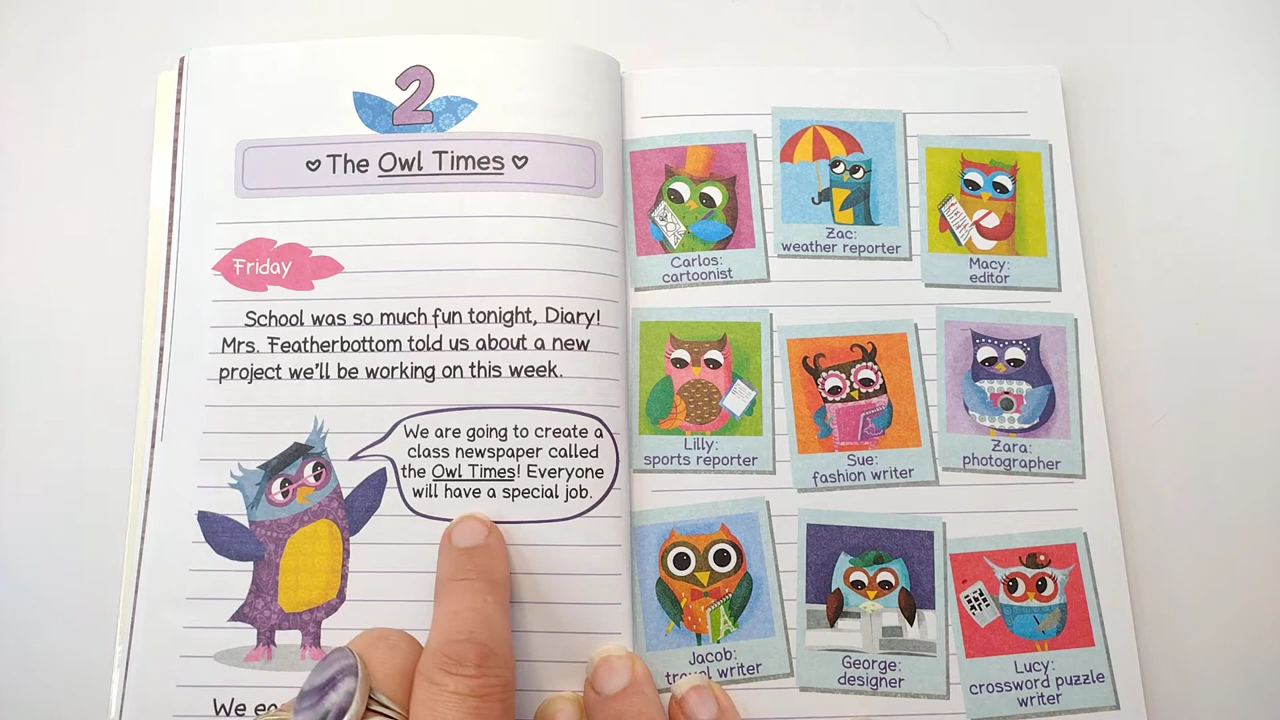 2
The Owl Times
Friday
School was so much fun tonight, Diary!
Mrs. Featherbottom told us about a new
project we'll be working on this week.
We are going to create a
class newspaper called
the Owl Times! Everyone
will have a special job.
Carlos:
cartoonist
Zac:
weather reporter
Macy:
editor
Lilly:
sports reporter
Sue:
fashion writer
Zara:
photographer
Jacob:
travel writer
George:
designer
Lucy:
crossword puzzle
writer
We